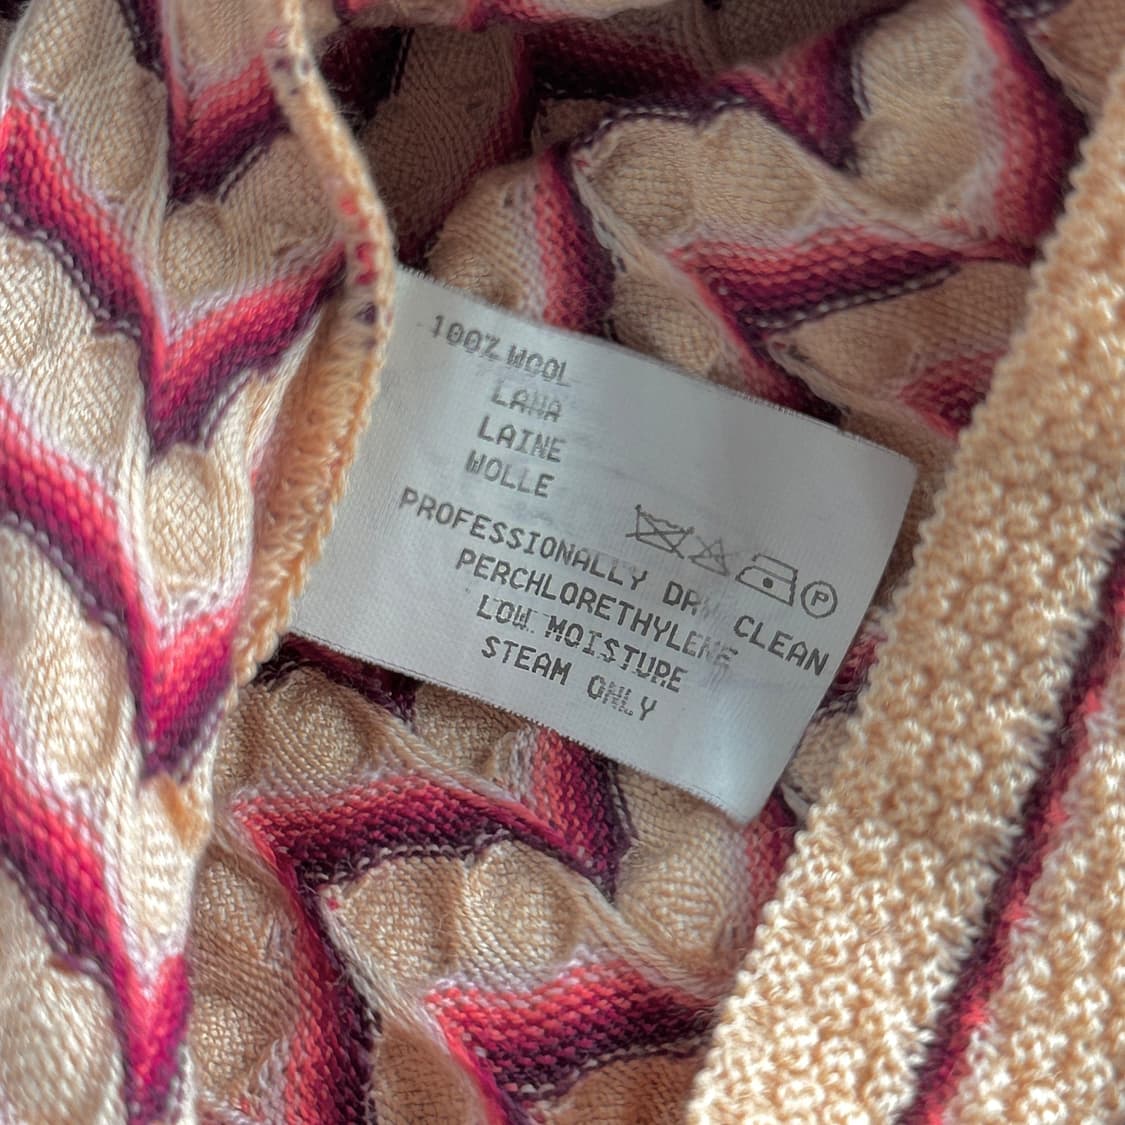 100% WOOL
LANA
LAINE
WOLLE
P
PROFESSIONALLY DRY CLEAN
PERCHLORETHYLENE
LOW MOISTURE
STEAM ONLY